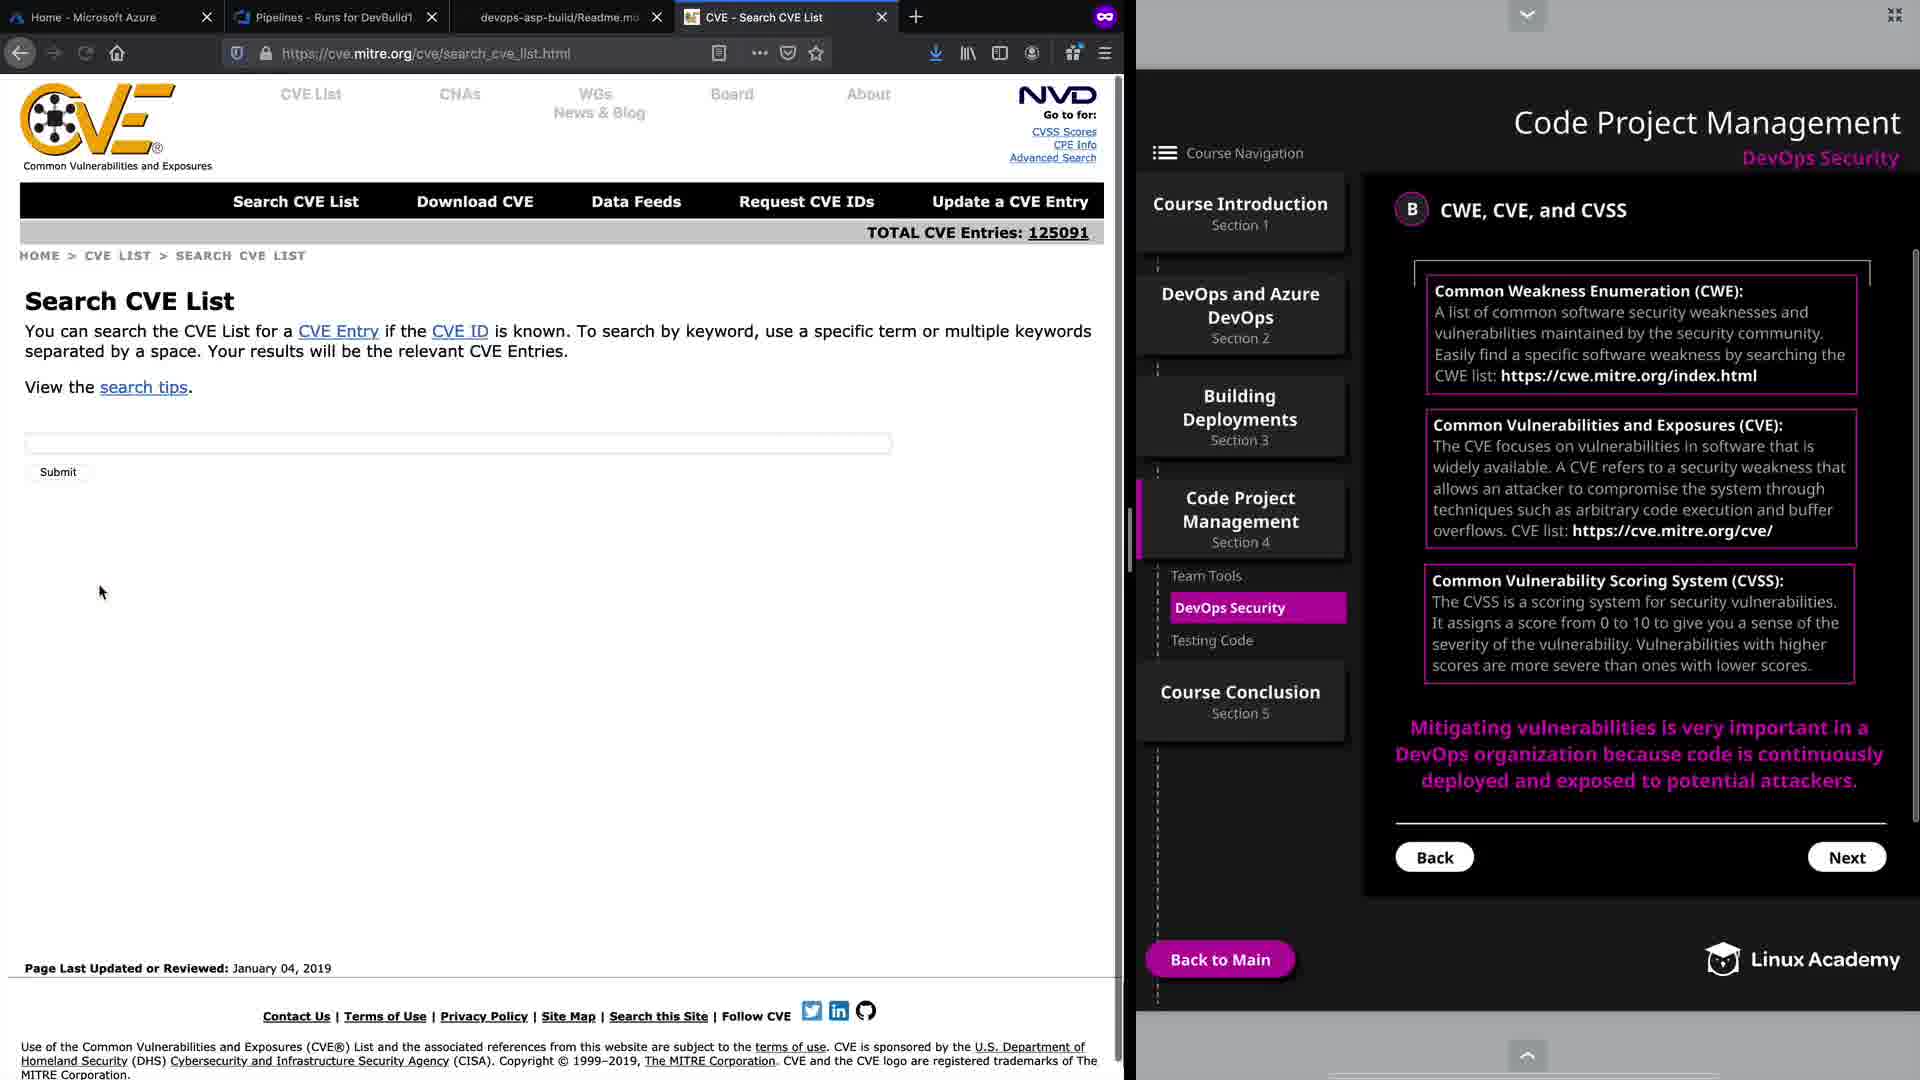 Home - Microsoft Azure
Pipelines - Runs for DevBuild1
devops-asp-build/Readme.mo
CVE - Search CVE List
https://cve.mitre.org/cve/search_cve_list.html
CVE®
Common Vulnerabilities and Exposures
CVE List
CNAs
WGs
Board
About
News & Blog
NVD
Go to for:
CVSS Scores
CPE Info
Advanced Search
Search CVE List
Download CVE
Data Feeds
Request CVE IDs
Update a CVE Entry
TOTAL CVE Entries: 125091
HOME > CVE LIST > SEARCH CVE LIST
Search CVE List
You can search the CVE List for a CVE Entry if the CVE ID is known. To search by keyword, use a specific term or multiple keywords
separated by a space. Your results will be the relevant CVE Entries.
View the search tips.
Submit
Page Last Updated or Reviewed: January 04, 2019
Contact Us | Terms of Use | Privacy Policy | Site Map | Search this Site | Follow CVE
in
Use of the Common Vulnerabilities and Exposures (CVE®) List and the associated references from this website are subject to the terms of use. CVE is sponsored by the U.S. Department of
Homeland Security (DHS) Cybersecurity and Infrastructure Security Agency (CISA). Copyright © 1999–2019, The MITRE Corporation. CVE and the CVE logo are registered trademarks of The
MITRE Corporation.
Code Project Management
DevOps Security
Course Navigation
Course Introduction
Section 1
DevOps and Azure
DevOps
Section 2
Building
Deployments
Section 3
Code Project
Management
Section 4
Team Tools
DevOps Security
Testing Code
Course Conclusion
Section 5
Back to Main
B CWE, CVE, and CVSS
Common Weakness Enumeration (CWE):
A list of common software security weaknesses and
vulnerabilities maintained by the security community.
Easily find a specific software weakness by searching the
CWE list: https://cwe.mitre.org/index.html
Common Vulnerabilities and Exposures (CVE):
The CVE focuses on vulnerabilities in software that is
widely available. A CVE refers to a security weakness that
allows an attacker to compromise the system through
techniques such as arbitrary code execution and buffer
overflows. CVE list: https://cve.mitre.org/cve/
Common Vulnerability Scoring System (CVSS):
The CVSS is a scoring system for security vulnerabilities.
It assigns a score from 0 to 10 to give you a sense of the
severity of the vulnerability. Vulnerabilities with higher
scores are more severe than ones with lower scores.
Mitigating vulnerabilities is very important in a
DevOps organization because code is continuously
deployed and exposed to potential attackers.
Back
Next
Linux Academy